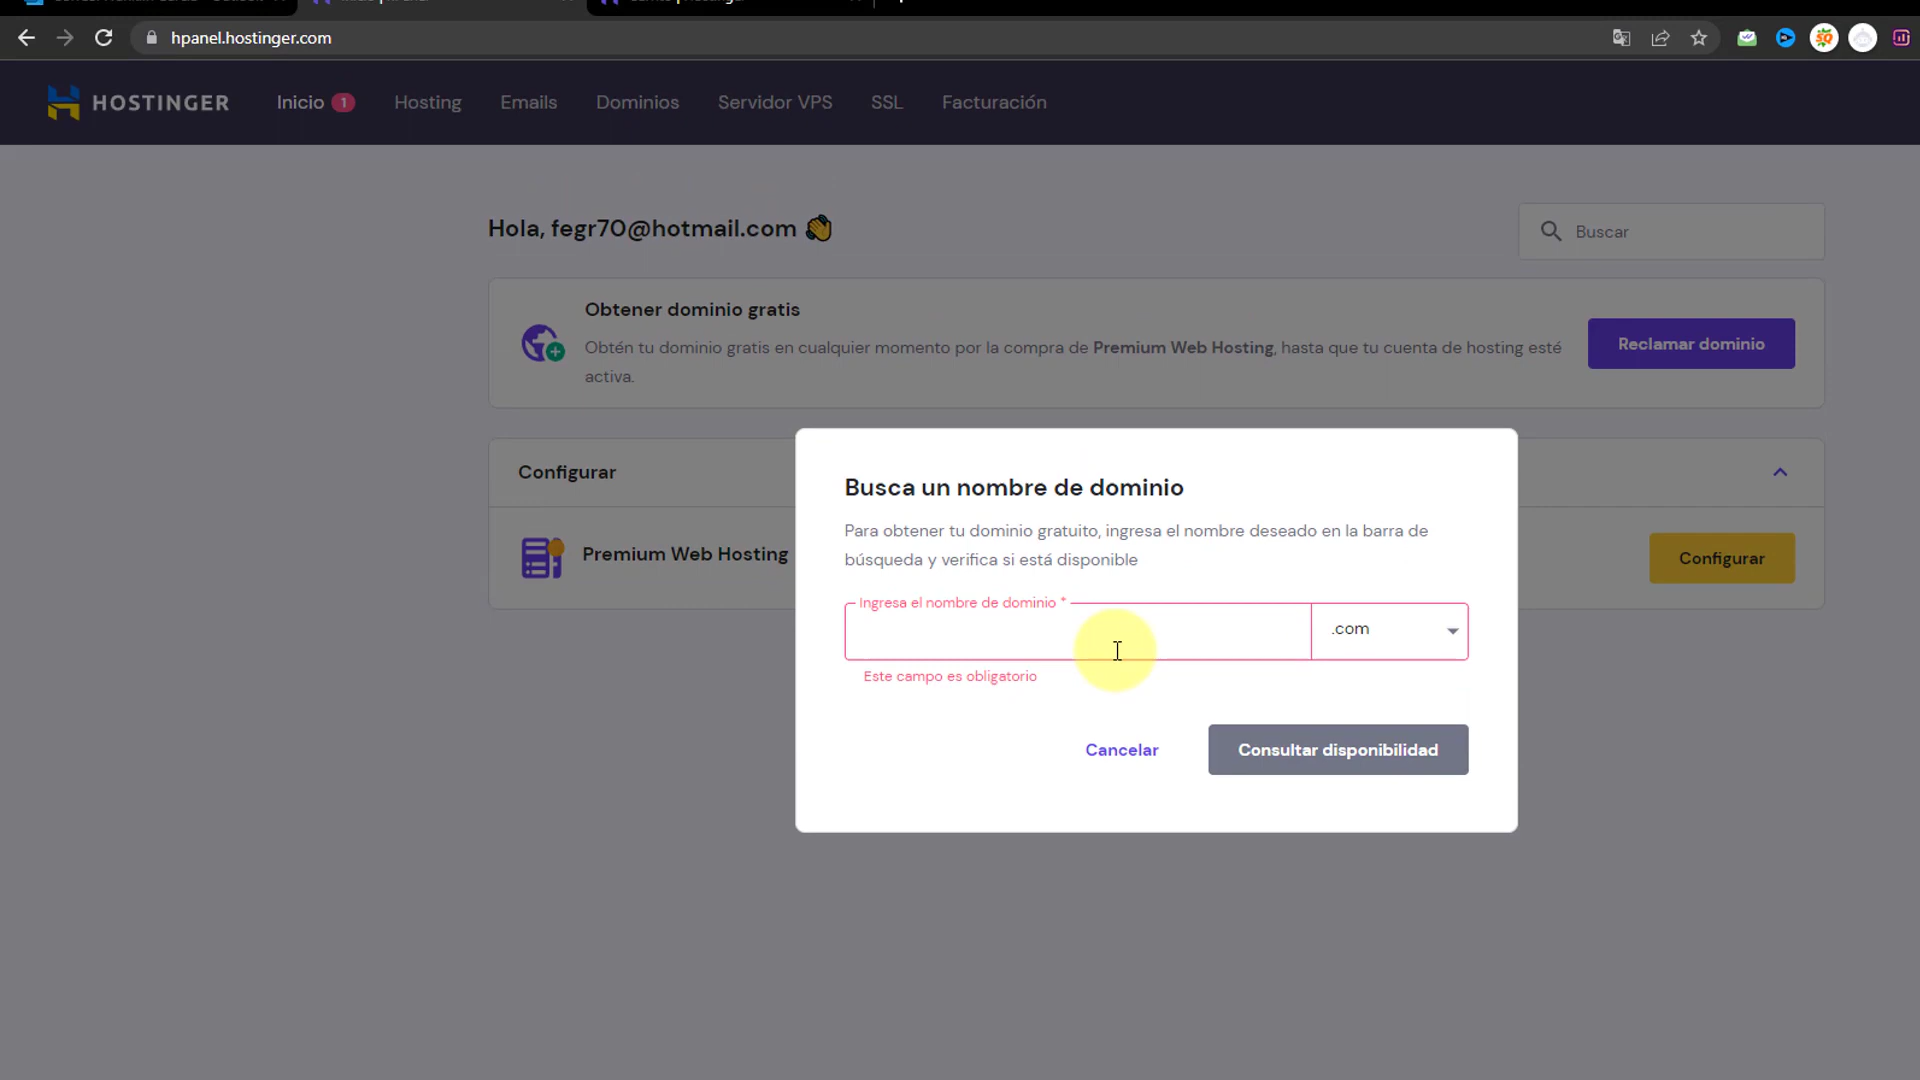 hpanel.hostinger.com
HOSTINGER
Inicio 1 Hosting Emails Dominios Servidor VPS SSL Facturación
Hola, fegr70@hotmail.com
Buscar
Obtener dominio gratis
Obtén tu dominio gratis en cualquier momento por la compra de Premium Web Hosting, hasta que tu cuenta de hosting esté
activa.
Reclamar dominio
Configurar
Premium Web Hosting
Configurar
Busca un nombre de dominio
Para obtener tu dominio gratuito, ingresa el nombre deseado en la barra de
búsqueda y verifica si está disponible
Ingresa el nombre de dominio *
.com
Este campo es obligatorio
Cancelar
Consultar disponibilidad